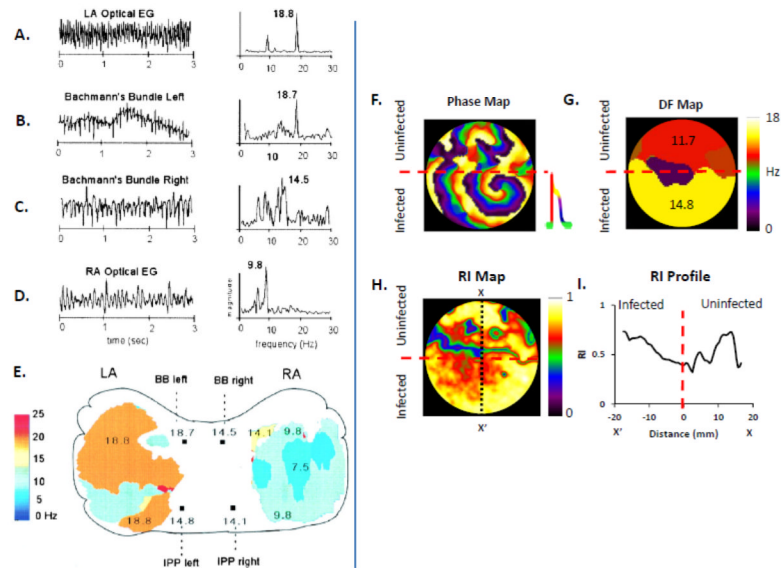 A.
LA Optical EG
0 1 2 3
18.8
0 10 20 30
B.
Bachmann's Bundle Left
0 1 2 3
18.7
0 10 20 30
10
C.
Bachmann's Bundle Right
0 1 2 3
14.5
0 10 20 30
D.
RA Optical EG
0 1 2 3
time (sec)
9.8
magnitude
0 10 20 30
frequency (Hz)
E.
LA
BB left
BB right
RA
25
20
15
10
5
0 Hz
18.8
18.7
14.5
14.1
9.8
7.5
18.8
14.8
14.1
9.8
IPP left
IPP right
F.
Phase Map
Uninfected
Infected
G.
DF Map
Uninfected
Infected
11.7
14.8
18
Hz
0
H.
RI Map
Uninfected
Infected
X
X'
1
0
I.
RI Profile
Infected
Uninfected
1
0.5
0
RI
-20 -10 0 10 20
X' Distance (mm) X